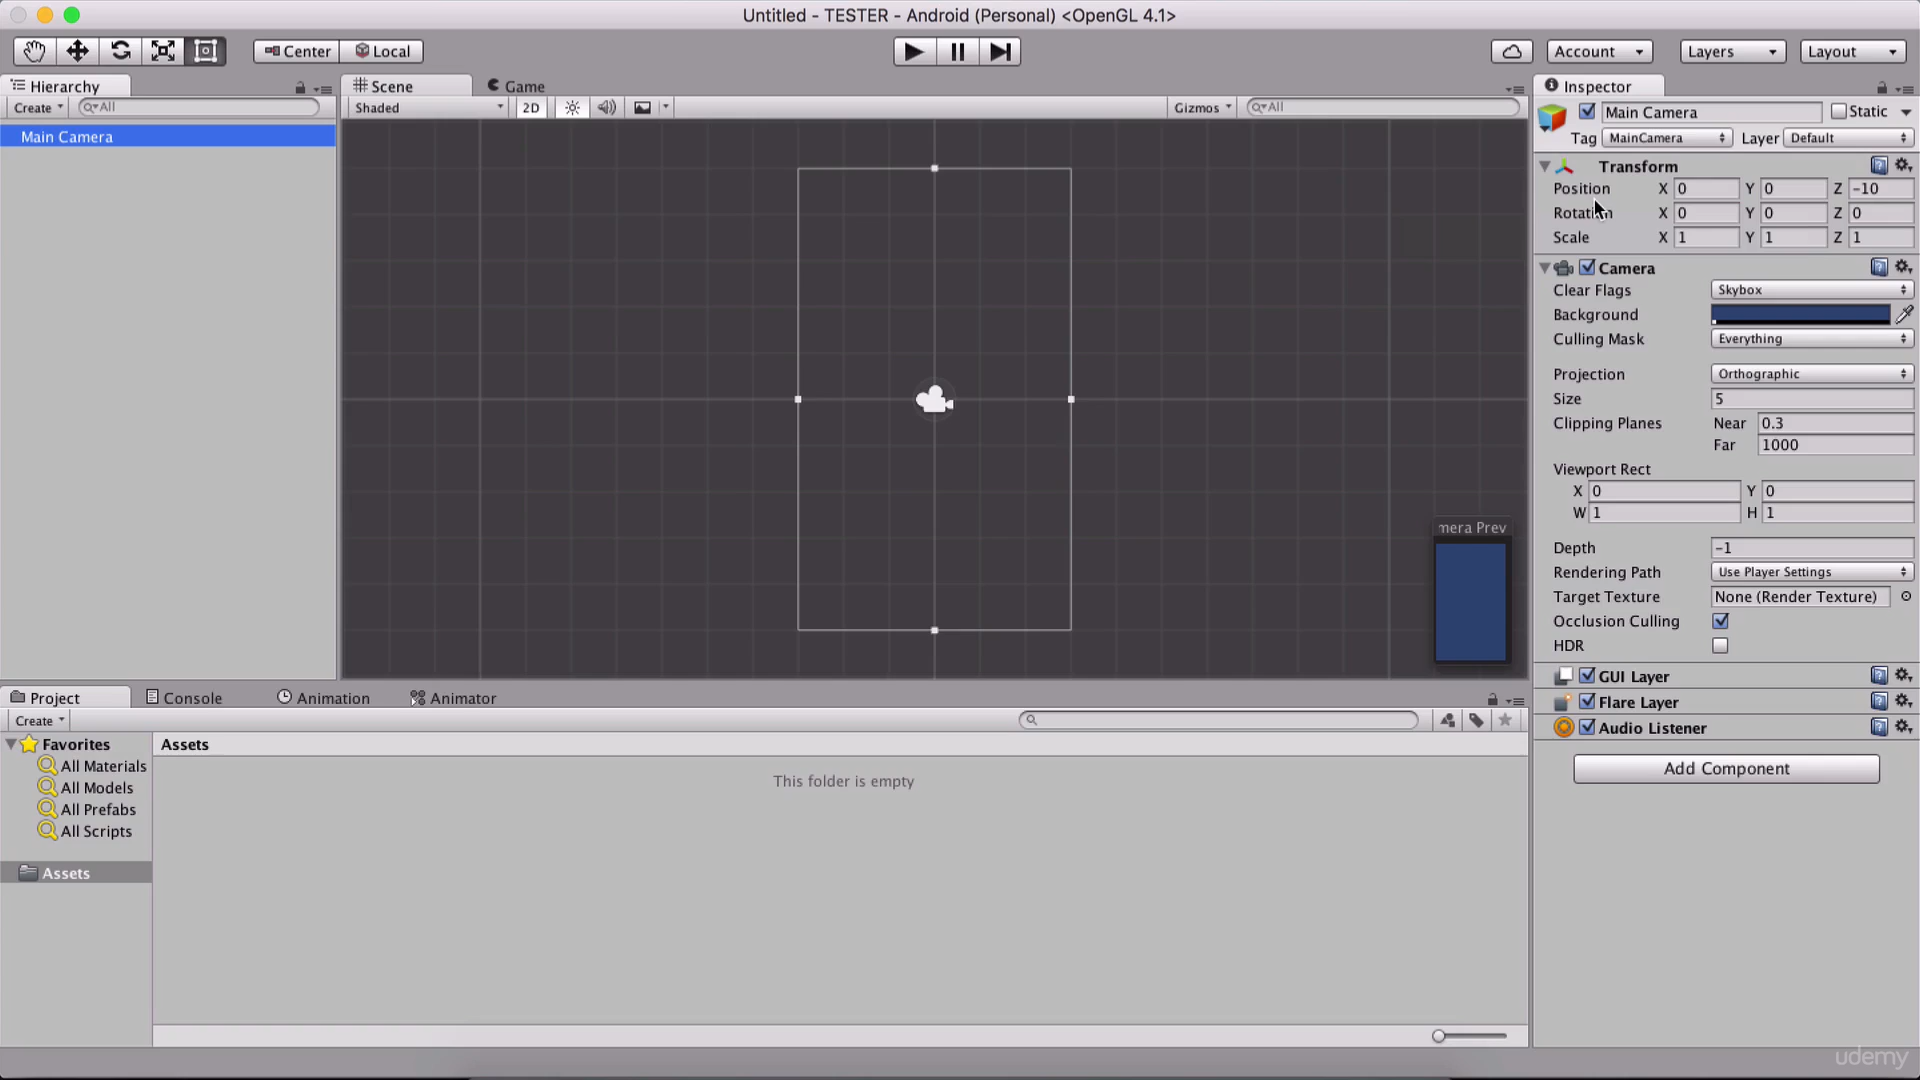 Untitled - TESTER - Android (Personal) <OpenGL 4.1>
Center Local
Account Layers Layout
Hierarchy
Create All
Main Camera
Scene Game
Shaded 2D Gizmos All
mera Prev
Inspector
Main Camera Static
Tag MainCamera Layer Default
Transform
Position X 0 Y 0 Z -10
Rotation X 0 Y 0 Z 0
Scale X 1 Y 1 Z 1
Camera
Clear Flags Skybox
Background
Culling Mask Everything
Projection Orthographic
Size 5
Clipping Planes Near 0.3
Far 1000
Viewport Rect
X 0 Y 0
W 1 H 1
Depth -1
Rendering Path Use Player Settings
Target Texture None (Render Texture)
Occlusion Culling
HDR
GUI Layer
Flare Layer
Audio Listener
Add Component
Project Console Animation Animator
Create
Favorites
All Materials
All Models
All Prefabs
All Scripts
Assets
Assets
This folder is empty
udemy